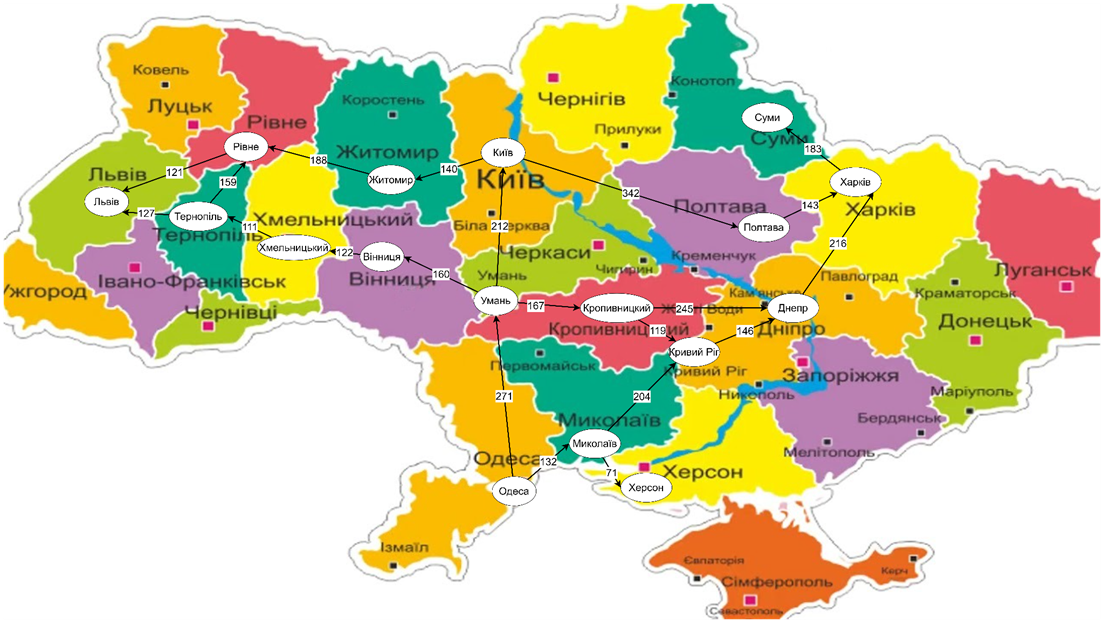 Ковель
Луцьк
Рівне
Коростень
Житомир
Чернігів
Прилуки
Конотоп
Суми
Суми
183
Рівне
188
Житомир
140
Київ
Київ
342
Полтава
Полтава
143
Харків
Харків
216
121
Львів
Львів
127
159
Тернопіль
Тернопіль
111
Хмельницький
Хмельницький
122
Вінниця
Вінниця
160
212
Біла Церква
Черкаси
Чигирин
Кременчук
Умань
Умань
167
Кропивницкий
Кропивницький
245
119
Жовті Води
Кам'янське
Днепр
Дніпро
Павлоград
146
Кривий Ріг
Кривий Ріг
Краматорськ
Луганськ
Донецьк
Ужгород
Івано-Франківськ
Чернівці
271
Первомайськ
204
Миколаїв
Миколаїв
Нікополь
Запоріжжя
Маріуполь
Бердянськ
Мелітополь
Одеса
Одеса
132
71
Херсон
Херсон
Ізмаїл
Євпаторія
Керч
Сімферополь
Севастополь